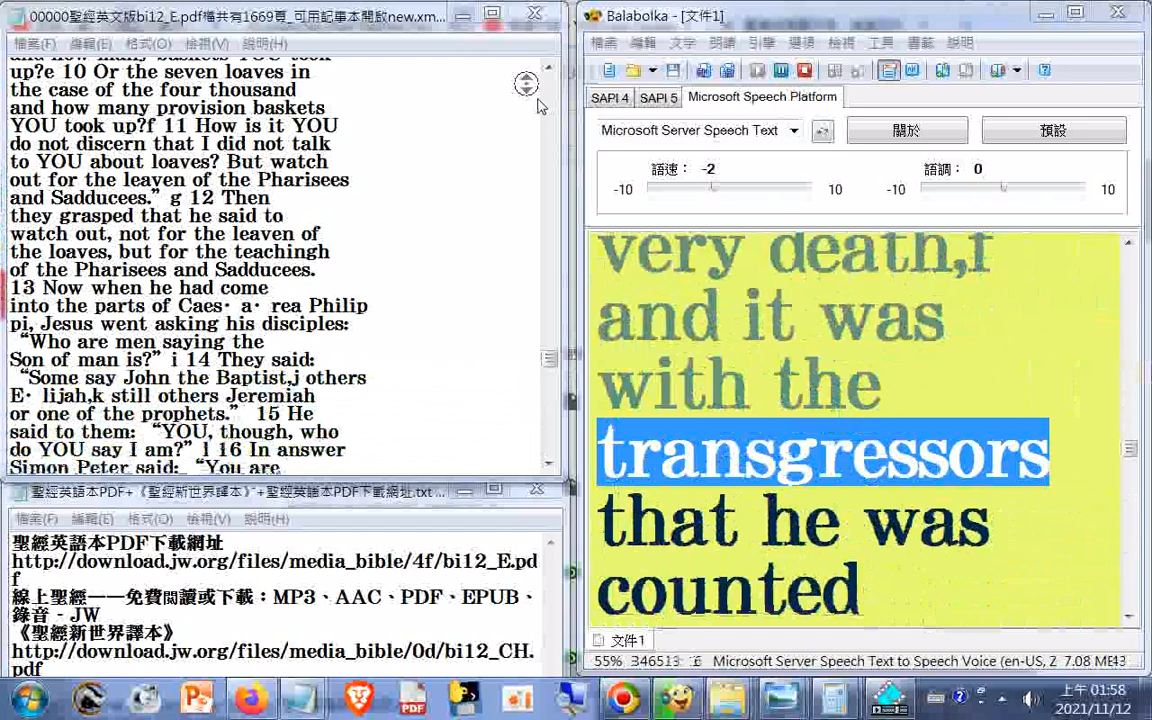 00000聖經英文版bi12_E.pdf檔共有1669頁_可用記事本開啟new.xm...
檔案(F) 編輯(E) 格式(O) 檢視(V) 說明(H)
up?e 10 Or the seven loaves in
the case of the four thousand
and how many provision baskets
YOU took up?f 11 How is it YOU
do not discern that I did not talk
to YOU about loaves? But watch
out for the leaven of the Pharisees
and Sadducees.” g 12 Then
they grasped that he said to
watch out, not for the leaven of
the loaves, but for the teachingh
of the Pharisees and Sadducees.
13 Now when he had come
into the parts of Caes· a· rea Philip
pi, Jesus went asking his disciples:
“Who are men saying the
Son of man is?” i 14 They said:
“Some say John the Baptist,j others
E· lijah,k still others Jeremiah
or one of the prophets.” 15 He
said to them: “YOU, though, who
do YOU say I am?” l 16 In answer
Simon Peter said: “You are
聖經英語本PDF+《聖經新世界譯本》"+聖經英語本PDF下載網址.txt ...
檔案(F) 編輯(E) 格式(O) 檢視(V) 說明(H)
聖經英語本PDF下載網址
http://download.jw.org/files/media_bible/4f/bi12_E.pd
f
線上聖經——免費閱讀或下載：MP3、AAC、PDF、EPUB、
錄音 - JW
《聖經新世界譯本》
http://download.jw.org/files/media_bible/0d/bi12_CH.
pdf
Balabolka - [文件1]
檔案 編輯 文字 朗讀 引擎 選項 檢視 工具 書籤 說明
SAPI 4 SAPI 5 Microsoft Speech Platform
Microsoft Server Speech Text 關於 預設
語速： -2 語調： 0
-10 10 -10 10
very death,f
and it was
with the
transgressors
that he was
counted
文件1
55% 346513 Microsoft Server Speech Text to Speech Voice (en-US, Z 7.08 ME43
上午 01:58
2021/11/12